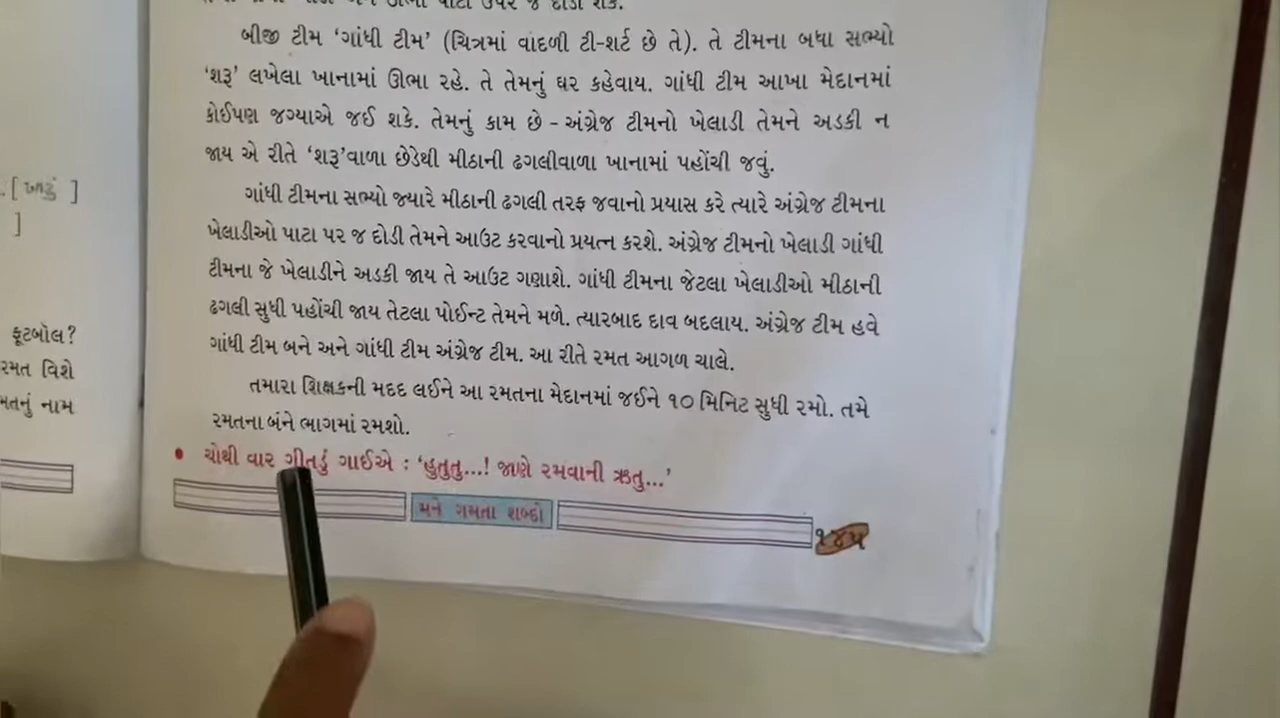 ઊભા પાટા ઉપર જ દોડી શકે.
બીજી ટીમ ‘ગાંધી ટીમ’ (ચિત્રમાં વાદળી ટી-શર્ટ છે તે). તે ટીમના બધા સભ્યો
‘શરૂ’ લખેલા ખાનામાં ઊભા રહે. તે તેમનું ઘર કહેવાય. ગાંધી ટીમ આખા મેદાનમાં
કોઈપણ જગ્યાએ જઈ શકે. તેમનું કામ છે – અંગ્રેજ ટીમનો ખેલાડી તેમને અડકી ન
જાય એ રીતે ‘શરૂ’વાળા છેડેથી મીઠાની ઢગલીવાળા ખાનામાં પહોંચી જવું.
ગાંધી ટીમના સભ્યો જ્યારે મીઠાની ઢગલી તરફ જવાનો પ્રયાસ કરે ત્યારે અંગ્રેજ ટીમના
ખેલાડીઓ પાટા પર જ દોડી તેમને આઉટ કરવાનો પ્રયત્ન કરશે. અંગ્રેજ ટીમનો ખેલાડી ગાંધી
ટીમના જે ખેલાડીને અડકી જાય તે આઉટ ગણાશે. ગાંધી ટીમના જેટલા ખેલાડીઓ મીઠાની
ઢગલી સુધી પહોંચી જાય તેટલા પોઈન્ટ તેમને મળે. ત્યારબાદ દાવ બદલાય. અંગ્રેજ ટીમ હવે
ગાંધી ટીમ બને અને ગાંધી ટીમ અંગ્રેજ ટીમ. આ રીતે રમત આગળ ચાલે.
તમારા શિક્ષકની મદદ લઈને આ રમતના મેદાનમાં જઈને ૧૦ મિનિટ સુધી રમો. તમે
રમતના બંને ભાગમાં રમશો.
• ચોથી વાર ગીતડું ગાઈએ : ‘હુતુતુ...! જાણે રમવાની ઋતુ...’
મને ગમતા શબ્દો
૧૪૫
ફૂટબૉલ?
રમત વિશે
નામ